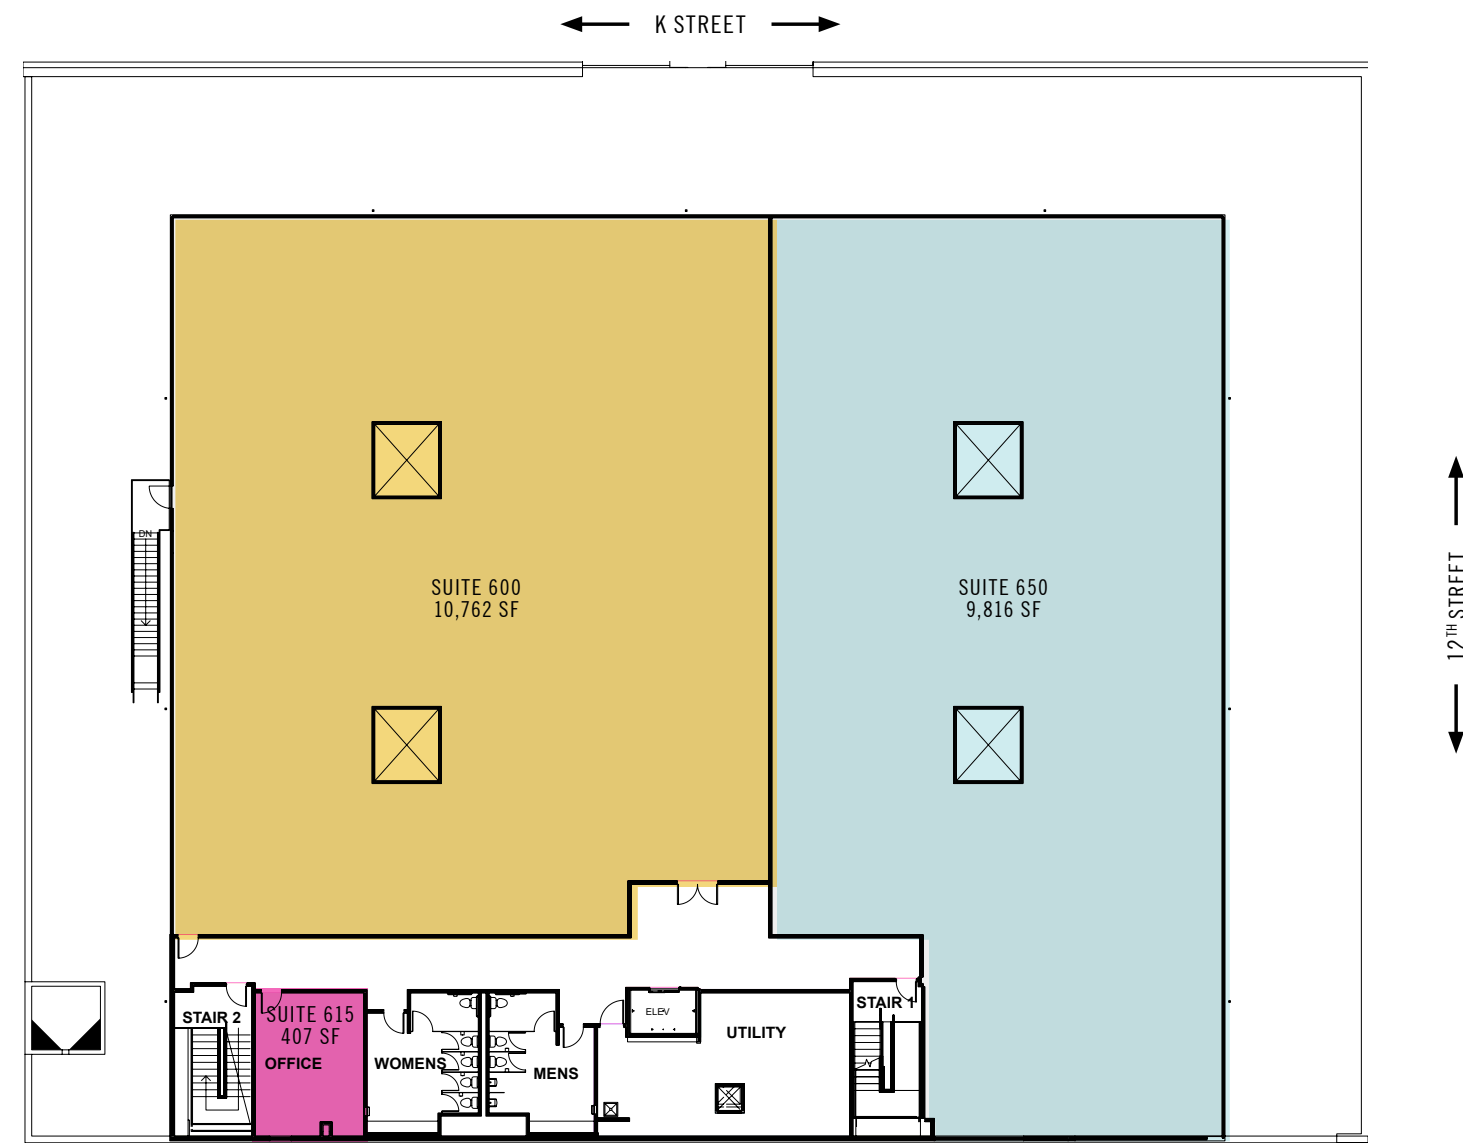 K STREET
12TH STREET
DN
SUITE 600
10,762 SF
SUITE 650
9,816 SF
STAIR 2
SUITE 615
407 SF
OFFICE
WOMENS
MENS
ELEV
UTILITY
STAIR 1